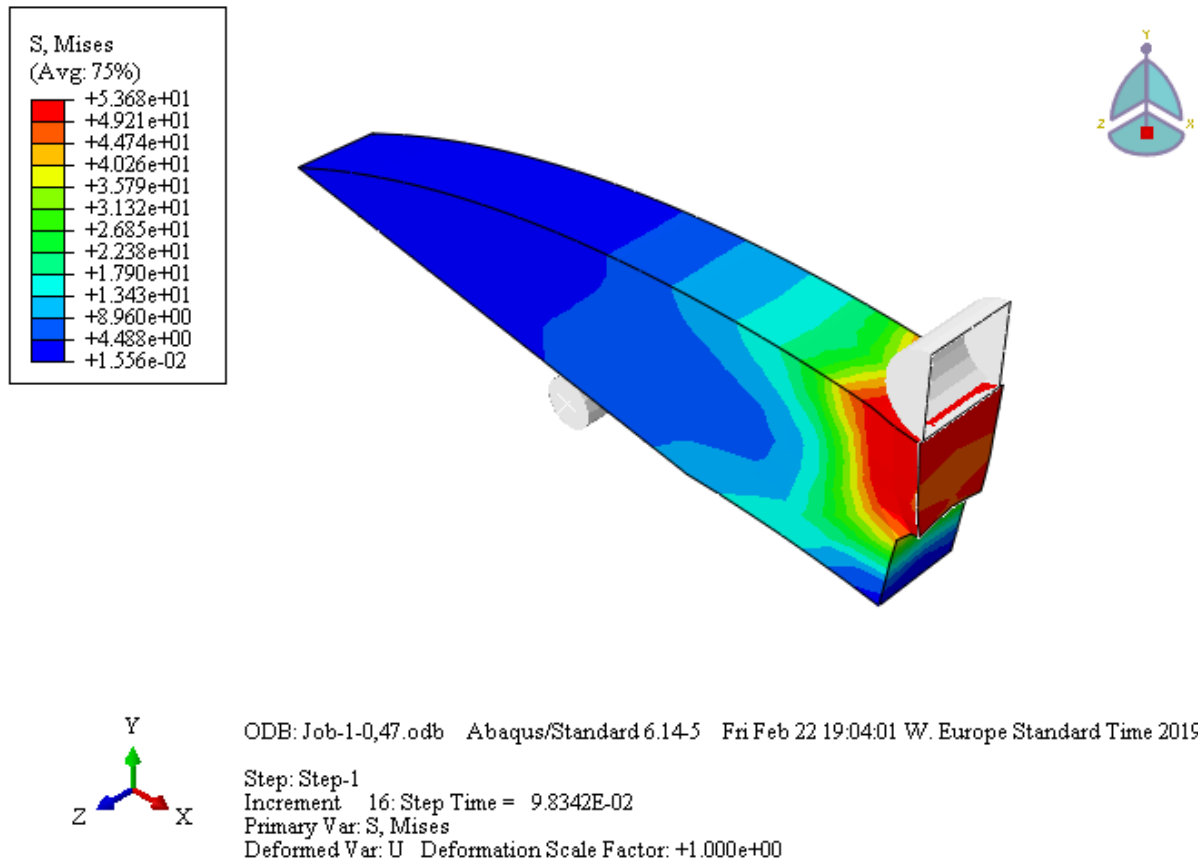 S, Mises
(Avg: 75%)
+5.368e+01
+4.921e+01
+4.474e+01
+4.026e+01
+3.579e+01
+3.132e+01
+2.685e+01
+2.238e+01
+1.790e+01
+1.343e+01
+8.960e+00
+4.488e+00
+1.556e-02
Y
Z X
Y
Z X
ODB: Job-1-0,47.odb Abaqus/Standard 6.14-5 Fri Feb 22 19:04:01 W. Europe Standard Time 2019
Step: Step-1
Increment 16: Step Time = 9.8342E-02
Primary Var: S, Mises
Deformed Var: U Deformation Scale Factor: +1.000e+00